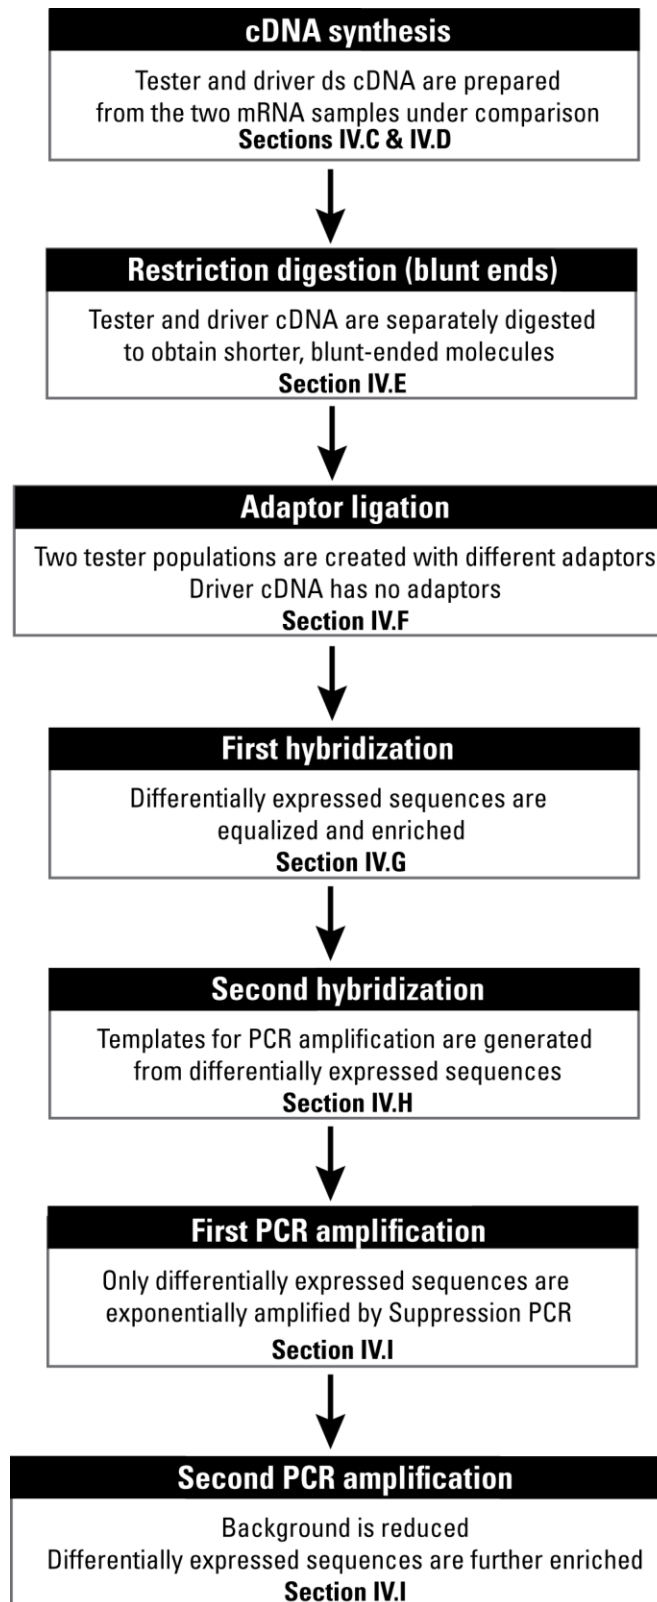 cDNA synthesis
Tester and driver ds cDNA are prepared
from the two mRNA samples under comparison
Sections IV.C & IV.D
Restriction digestion (blunt ends)
Tester and driver cDNA are separately digested
to obtain shorter, blunt-ended molecules
Section IV.E
Adaptor ligation
Two tester populations are created with different adaptors
Driver cDNA has no adaptors
Section IV.F
First hybridization
Differentially expressed sequences are
equalized and enriched
Section IV.G
Second hybridization
Templates for PCR amplification are generated
from differentially expressed sequences
Section IV.H
First PCR amplification
Only differentially expressed sequences are
exponentially amplified by Suppression PCR
Section IV.I
Second PCR amplification
Background is reduced
Differentially expressed sequences are further enriched
Section IV.I